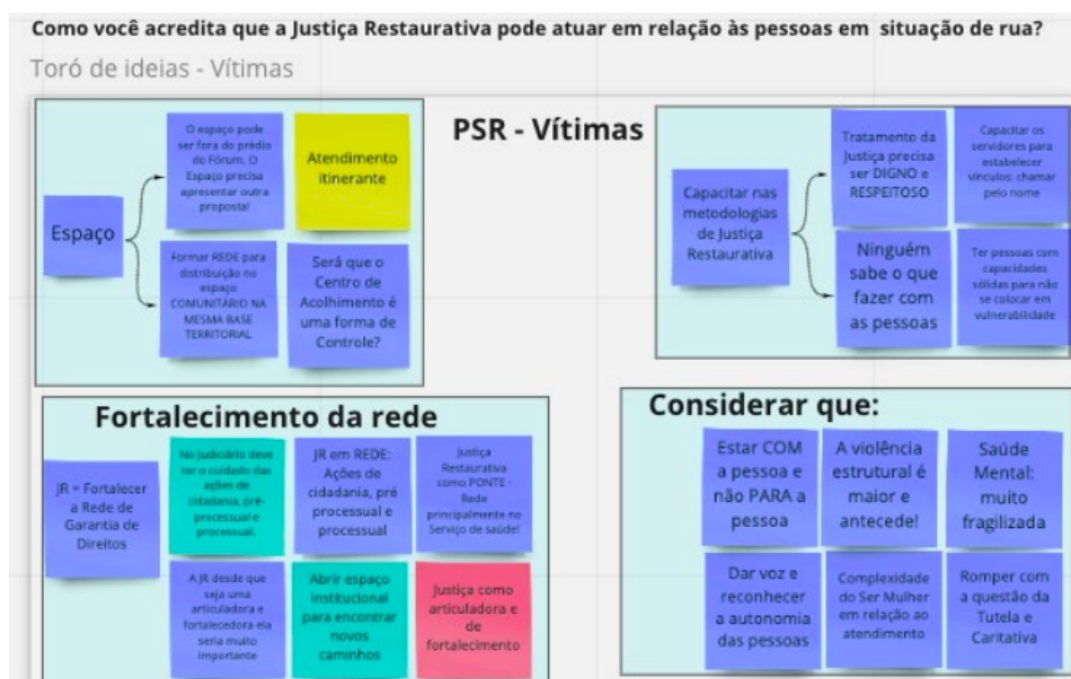 Como você acredita que a Justiça Restaurativa pode atuar em relação às pessoas em situação de rua?
Toró de ideias - Vítimas
PSR - Vítimas
Espaço
O espaço pode
ser fora do prédio
do Fórum. O
Espaço precisa
apresentar outra
proposta!
Atendimento
itinerante
Formar REDE para
distribuição no
espaço
COMUNITÁRIO NA
MESMA BASE
TERRITORIAL
Será que o
Centro de
Acolhimento é
uma forma de
Controle?
Capacitar nas
metodologias
de Justiça
Restaurativa
Tratamento da
Justiça precisa
ser DIGNO e
RESPEITOSO
Capacitar os
servidores para
estabelecer
vínculos: chamar
pelo nome
Ninguém
sabe o que
fazer com
as pessoas
Ter pessoas com
capacidades
sólidas para não
se colocar em
vulnerabilidade
Fortalecimento da rede
JR = Fortalecer
a Rede de
Garantia de
Direitos
No Judiciário deve
ter o cuidado das
ações de
cidadania, pré-
processual e
processual.
JR em REDE:
Ações de
cidadania, pré
processual e
processual
Justiça
Restaurativa
como PONTE -
Rede
principalmente no
Serviço de saúde!
A JR desde que
seja uma
articuladora e
fortalecedora ela
seria muito
importante
Abrir espaço
institucional
para encontrar
novos
caminhos
Justiça como
articuladora e
de
fortalecimento
Considerar que:
Estar COM
a pessoa e
não PARA a
pessoa
A violência
estrutural é
maior e
antecede!
Saúde
Mental:
muito
fragilizada
Dar voz e
reconhecer
a autonomia
das pessoas
Complexidade
do Ser Mulher
em relação ao
atendimento
Romper com
a questão da
Tutela e
Caritativa